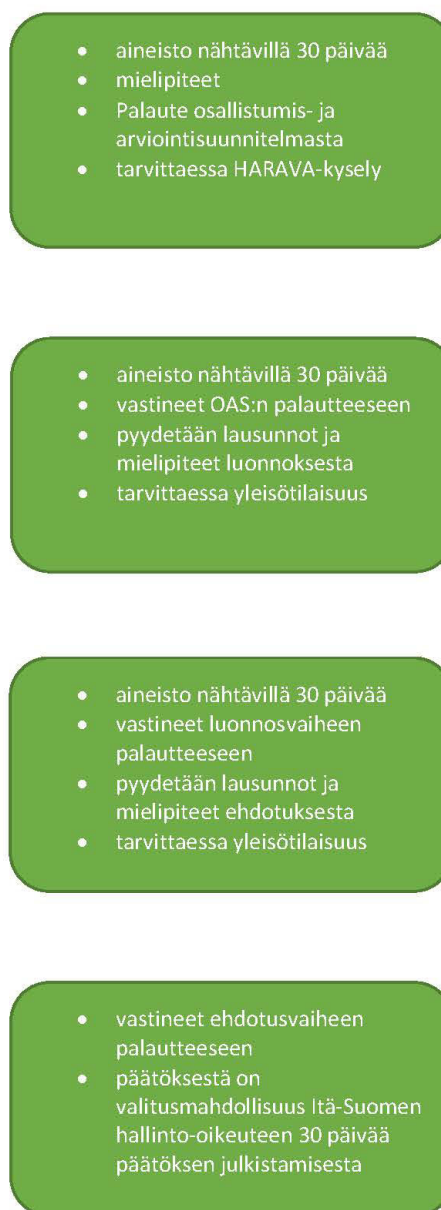 • aineisto nähtävillä 30 päivää
• mielipiteet
• Palaute osallistumis- ja
arviointisuunnitelmasta
• tarvittaessa HARAVA-kysely
• aineisto nähtävillä 30 päivää
• vastineet OAS:n palautteeseen
• pyydetään lausunnot ja
mielipiteet luonnoksesta
• tarvittaessa yleisötilaisuus
• aineisto nähtävillä 30 päivää
• vastineet luonnosvaiheen
palautteeseen
• pyydetään lausunnot ja
mielipiteet ehdotuksesta
• tarvittaessa yleisötilaisuus
• vastineet ehdotusvaiheen
palautteeseen
• päätöksestä on
valitusmahdollisuus Itä-Suomen
hallinto-oikeuteen 30 päivää
päätöksen julkistamisesta